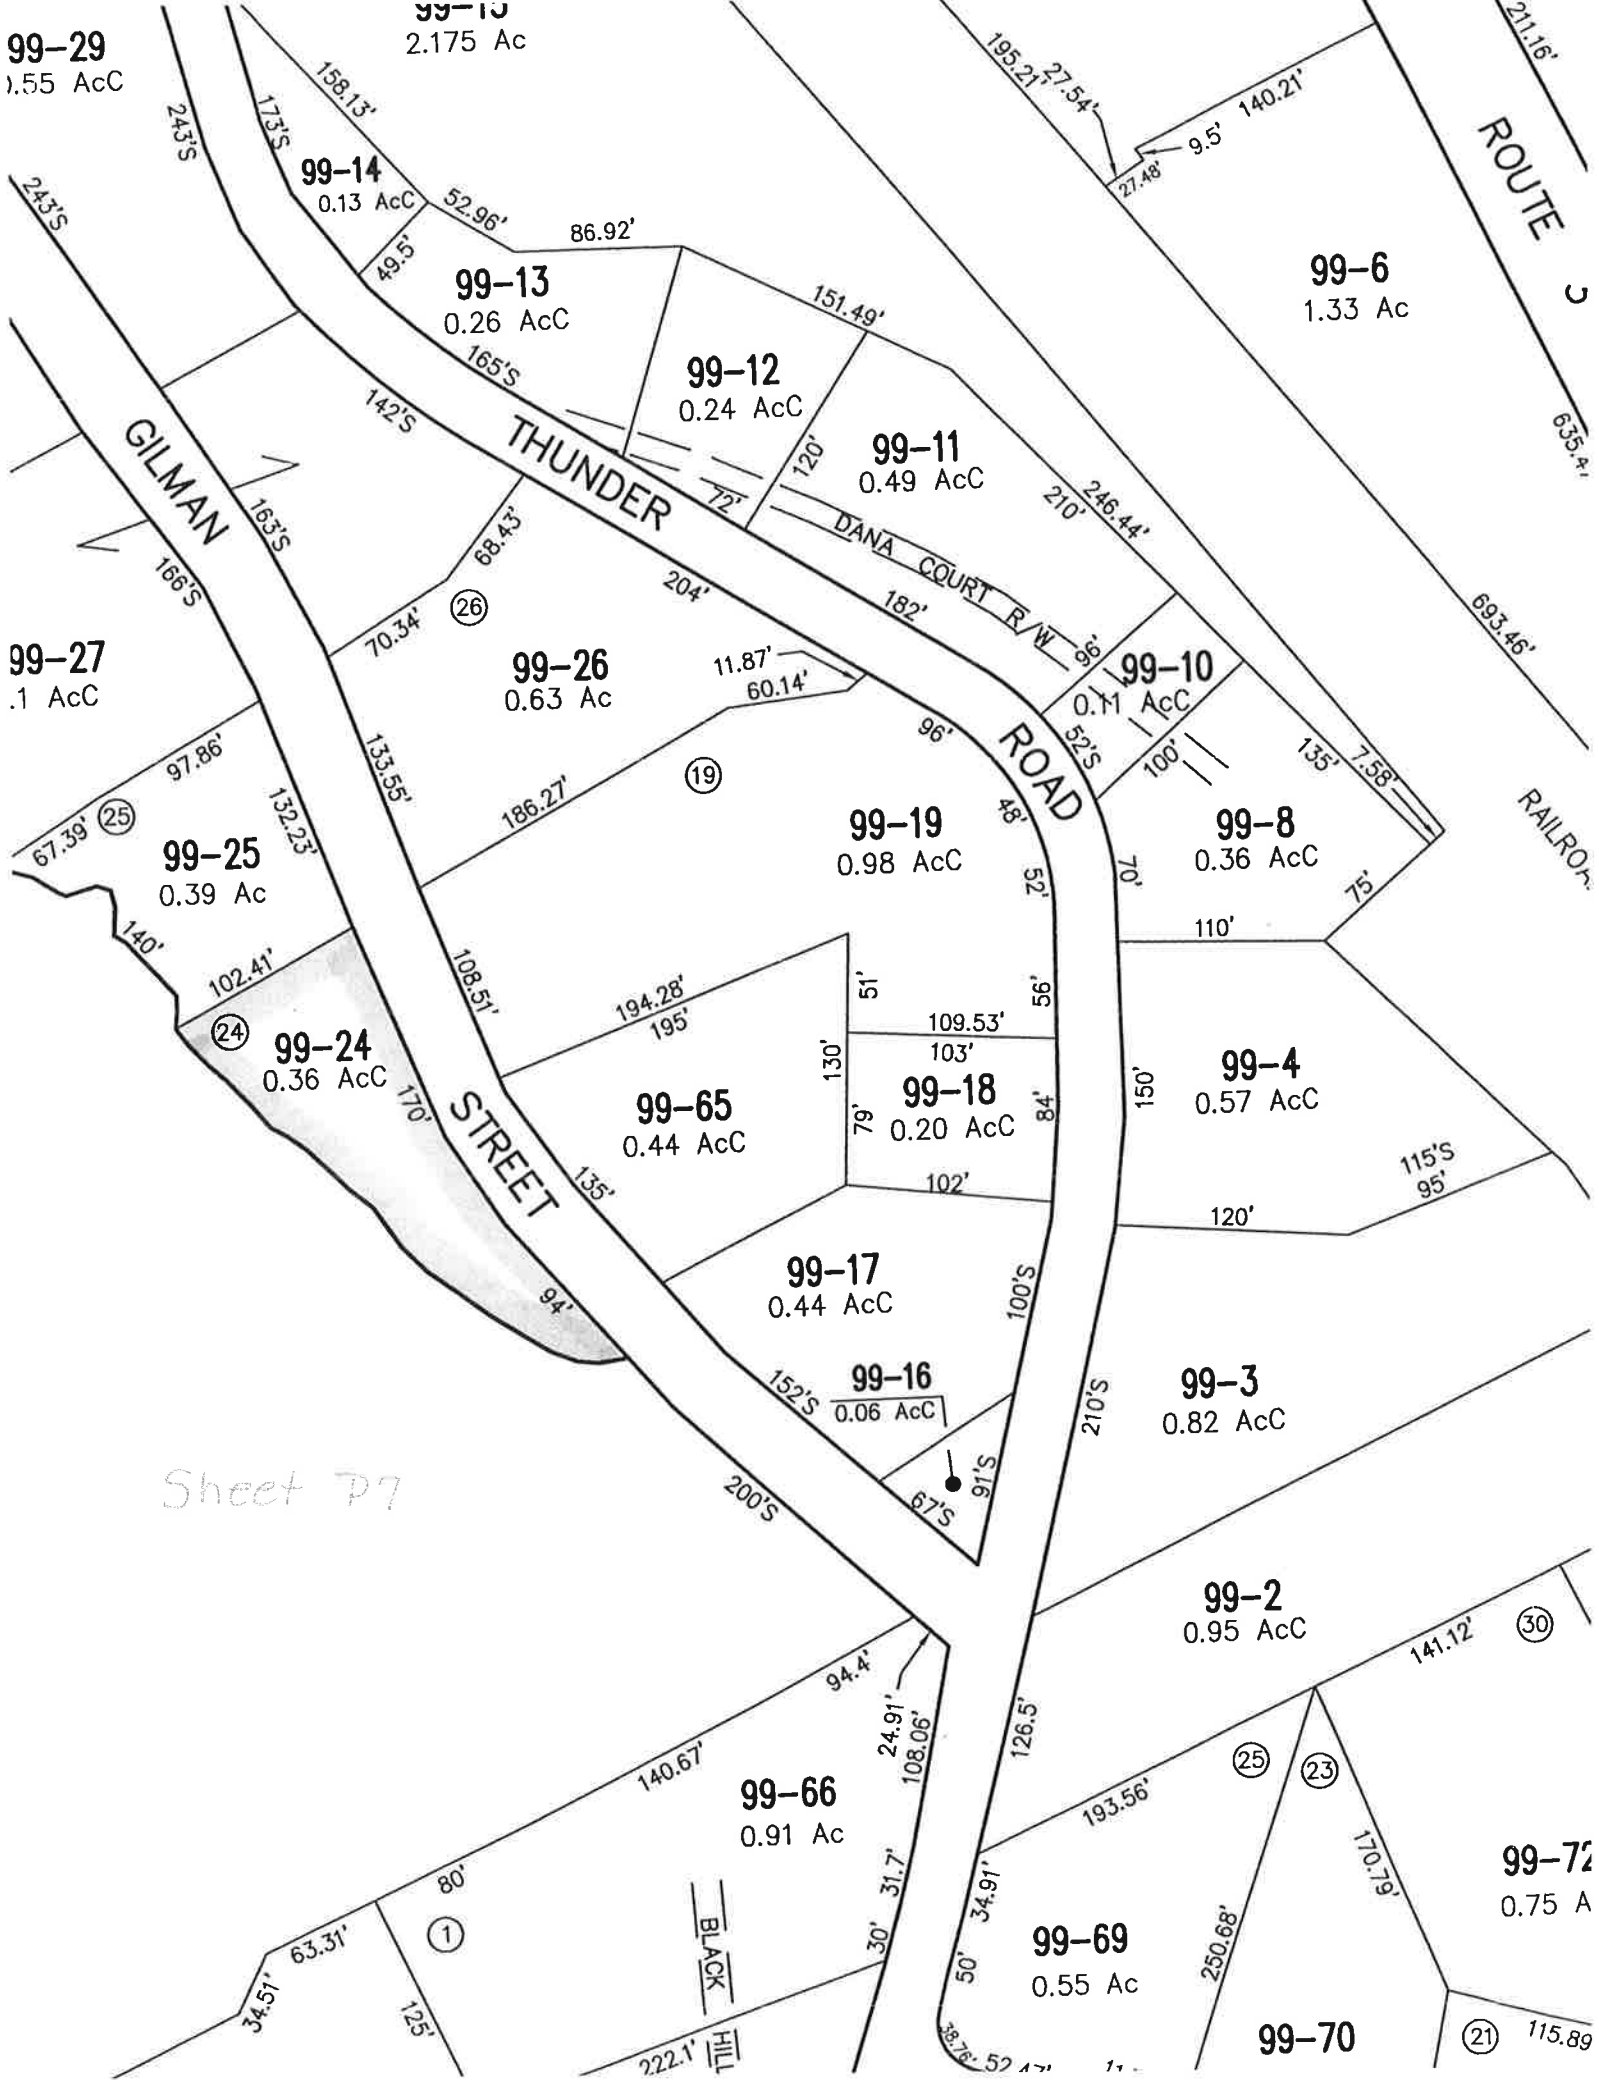 99-15
2.175 Ac
99-29
.55 AcC
158.13'
173'S
243'S
99-14
0.13 AcC
49.5'
52.96'
86.92'
195.21'
27.54'
140.21'
9.5'
27.48'
211.16'
ROUTE
243'S
99-13
0.26 AcC
165'S
151.49'
99-6
1.33 Ac
142'S
99-12
0.24 AcC
120'
72'
99-11
0.49 AcC
210'
246.44'
635.4
GILMAN
THUNDER
163'S
166'S
68.43'
70.34'
26
204'
DANA COURT R/W
182'
96'
693.46'
99-27
.1 AcC
99-26
0.63 Ac
11.87'
60.14'
99-10
0.11 AcC
52'S
100'
ROAD
96'
97.86'
67.39'
25
132.23'
133.55'
186.27'
19
135'
7.58'
99-25
0.39 Ac
99-19
0.98 AcC
48'
52'
70'
99-8
0.36 AcC
75'
RAILROA
140'
102.41'
108.51'
194.28'
195'
51'
56'
110'
24
99-24
0.36 AcC
170'
109.53'
103'
130'
99-18
0.20 AcC
79'
84'
150'
99-4
0.57 AcC
STREET
99-65
0.44 AcC
135'
102'
120'
115'S
95'
94'
99-17
0.44 AcC
100'S
152'S
99-16
0.06 AcC
210'S
99-3
0.82 AcC
Sheet P7
200'S
67'S
91'S
99-2
0.95 AcC
141.12'
30
94.4'
24.91'
108.06'
126.5'
140.67'
99-66
0.91 Ac
193.56'
25
23
80'
31.7'
34.91'
170.79'
99-72
0.75 A
63.31'
1
BLACK
30'
50'
99-69
0.55 Ac
250.68'
34.51'
125'
222.1'
HILL
38.76'
99-70
21
115.89